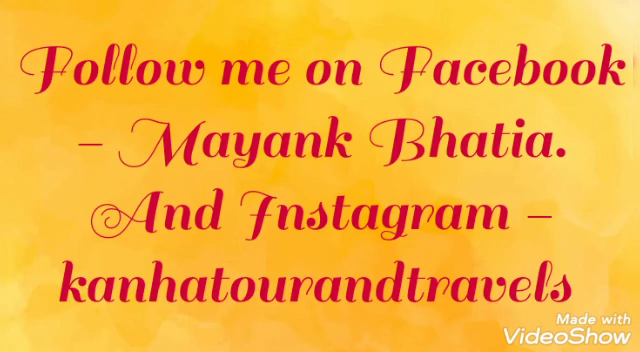 Follow me on Facebook
- Mayank Bhatia.
And Instagram -
kanhatourandtravels
Made with
VideoShow